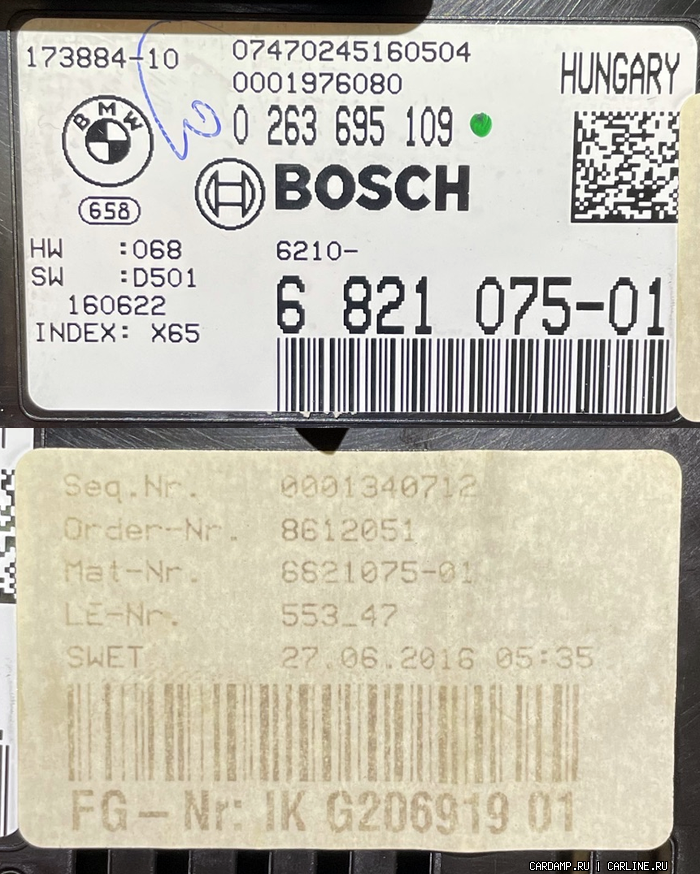 173884-10
07470245160504
0001976080
HUNGARY
0 263 695 109
BMW
658
BOSCH
HW :068
SW :D501
160622
INDEX: X65
6210-
6 821 075-01
Seq.Nr. 0001340712
Order-Nr. 8612051
Mat-Nr. 6821075-01
LE-Nr. 553_47
SWET 27.06.2016 05:35
FG-Nr: IK G206919 01
CARDAMP.RU | CARLINE.RU